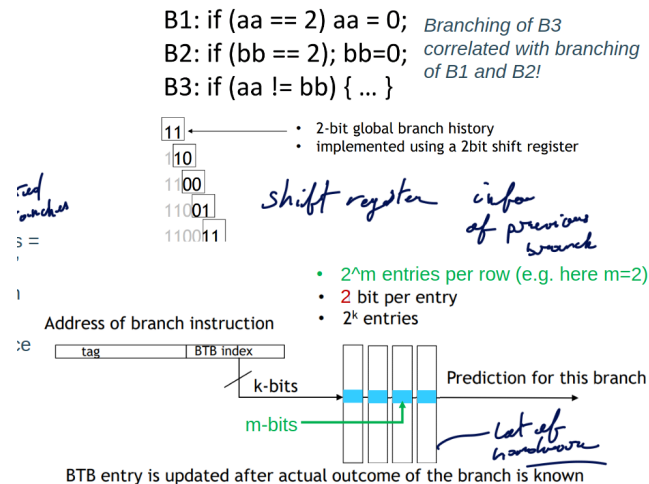 B1: if (aa == 2) aa = 0;
B2: if (bb == 2); bb=0;
B3: if (aa != bb) { ... }
Branching of B3
correlated with branching
of B1 and B2!
11
• 2-bit global branch history
• implemented using a 2bit shift register
110
1100
11001
110011
shift regster infor
of previous
branch
s =
• 2^m entries per row (e.g. here m=2)
• 2 bit per entry
• 2ᵏ entries
Address of branch instruction
ce
tag BTB index
k-bits
Prediction for this branch
m-bits
Lot of
hardware
BTB entry is updated after actual outcome of the branch is known